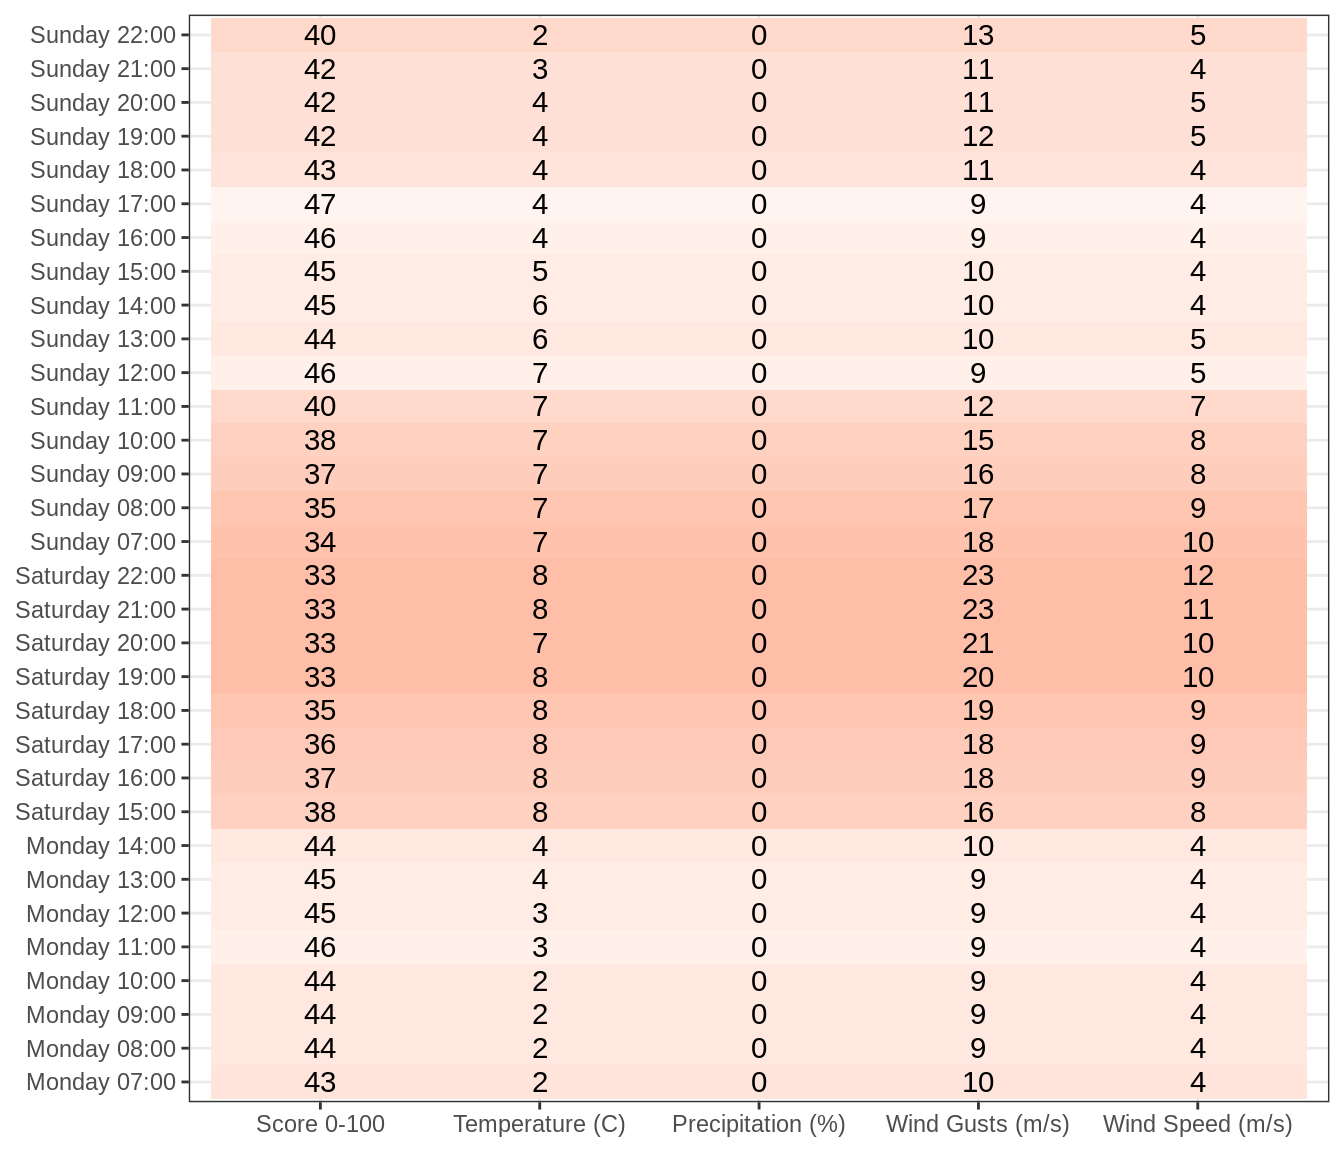 Sunday 22:00 40 2 0 13 5
Sunday 21:00 42 3 0 11 4
Sunday 20:00 42 4 0 11 5
Sunday 19:00 42 4 0 12 5
Sunday 18:00 43 4 0 11 4
Sunday 17:00 47 4 0 9 4
Sunday 16:00 46 4 0 9 4
Sunday 15:00 45 5 0 10 4
Sunday 14:00 45 6 0 10 4
Sunday 13:00 44 6 0 10 5
Sunday 12:00 46 7 0 9 5
Sunday 11:00 40 7 0 12 7
Sunday 10:00 38 7 0 15 8
Sunday 09:00 37 7 0 16 8
Sunday 08:00 35 7 0 17 9
Sunday 07:00 34 7 0 18 10
Saturday 22:00 33 8 0 23 12
Saturday 21:00 33 8 0 23 11
Saturday 20:00 33 7 0 21 10
Saturday 19:00 33 8 0 20 10
Saturday 18:00 35 8 0 19 9
Saturday 17:00 36 8 0 18 9
Saturday 16:00 37 8 0 18 9
Saturday 15:00 38 8 0 16 8
Monday 14:00 44 4 0 10 4
Monday 13:00 45 4 0 9 4
Monday 12:00 45 3 0 9 4
Monday 11:00 46 3 0 9 4
Monday 10:00 44 2 0 9 4
Monday 09:00 44 2 0 9 4
Monday 08:00 44 2 0 9 4
Monday 07:00 43 2 0 10 4
Score 0-100 Temperature (C) Precipitation (%) Wind Gusts (m/s) Wind Speed (m/s)